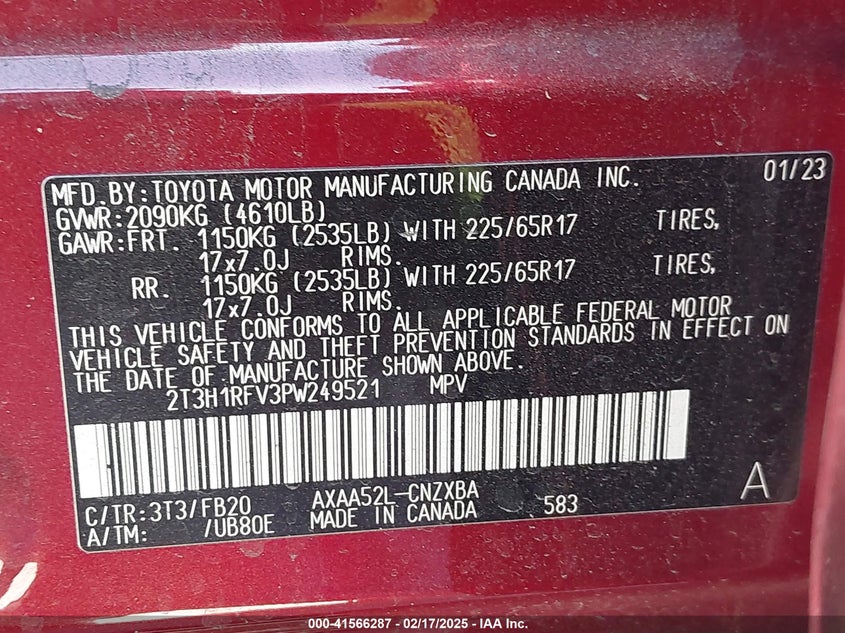 MFD.BY:TOYOTA MOTOR MANUFACTURING CANADA INC. 01/23
GVWR:2090KG (4610LB)
GAWR:FRT. 1150KG (2535LB) WITH 225/65R17 TIRES,
17x7.0J RIMS.
RR. 1150KG (2535LB) WITH 225/65R17 TIRES,
17x7.0J RIMS.
THIS VEHICLE CONFORMS TO ALL APPLICABLE FEDERAL MOTOR
VEHICLE SAFETY AND THEFT PREVENTION STANDARDS IN EFFECT ON
THE DATE OF MANUFACTURE SHOWN ABOVE.
2T3H1RFV3PW249521 MPV
C/TR:3T3/FB20 AXAA52L-CNZXBA 583 A
A/TM: /UB80E MADE IN CANADA
000-41566287 - 02/17/2025 - IAA Inc.